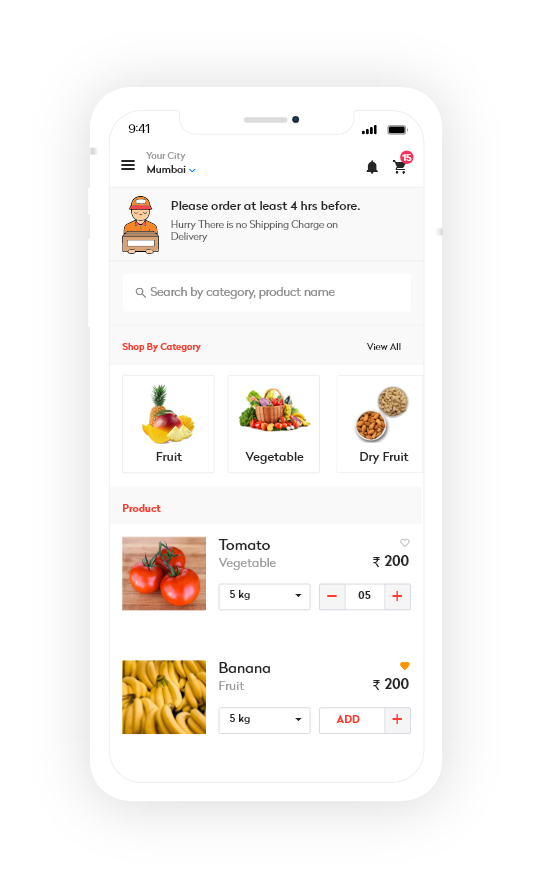 9:41
Your City
Mumbai
15
Please order at least 4 hrs before.
Hurry There is no Shipping Charge on
Delivery
Search by category, product name
Shop By Category
View All
Fruit
Vegetable
Dry Fruit
Product
Tomato
₹ 200
Vegetable
5 kg
− 05 +
Banana
₹ 200
Fruit
5 kg
ADD +